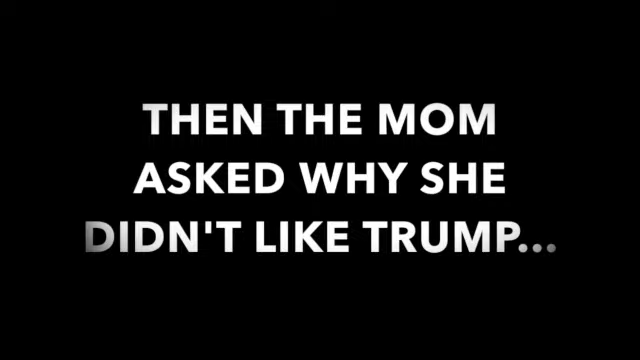 THEN THE MOM
ASKED WHY SHE
DIDN'T LIKE TRUMP...